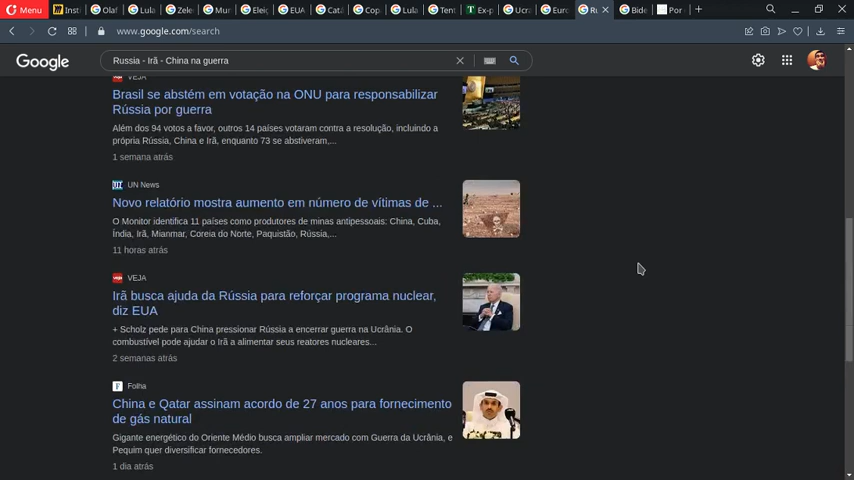 Menu
Insti
Olaf
Lula
Zele
Mur
Eleiç
EUA
Catá
Cop
Lula
Tent
T Ex-p
Ucra
Euro
Ru
Bide
Por
www.google.com/search
Google
Russia - Irã - China na guerra
VEJA
Brasil se abstém em votação na ONU para responsabilizar
Rússia por guerra
Além dos 94 votos a favor, outros 14 países votaram contra a resolução, incluindo a
própria Rússia, China e Irã, enquanto 73 se abstiveram,...
1 semana atrás
UN News
Novo relatório mostra aumento em número de vítimas de ...
O Monitor identifica 11 países como produtores de minas antipessoais: China, Cuba,
Índia, Irã, Mianmar, Coreia do Norte, Paquistão, Rússia,...
11 horas atrás
VEJA
Irã busca ajuda da Rússia para reforçar programa nuclear,
diz EUA
+ Scholz pede para China pressionar Rússia a encerrar guerra na Ucrânia. O
combustível pode ajudar o Irã a alimentar seus reatores nucleares...
2 semanas atrás
F Folha
China e Qatar assinam acordo de 27 anos para fornecimento
de gás natural
Gigante energético do Oriente Médio busca ampliar mercado com Guerra da Ucrânia, e
Pequim quer diversificar fornecedores.
1 dia atrás